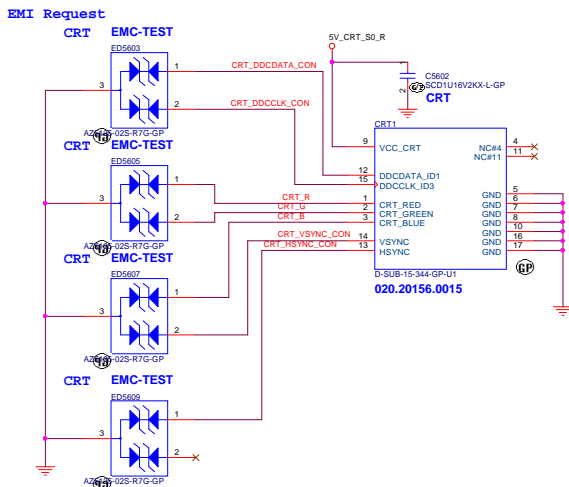 EMI Request
CRT EMC-TEST
ED5603
1
3
2
CRT_DDCDATA_CON
CRT_DDCCLK_CON
5V_CRT_S0_R
1
2
C5602
SCD1U16V2KX-L-GP
CRT
CRT EMC-TEST
ED5605
1
3
2
CRT_R
CRT_G
CRT_B
CRT_VSYNC_CON
CRT_HSYNC_CON
CRT1
9 VCC_CRT
12 DDCDATA_ID1
15 DDCCLK_ID3
1 CRT_RED
2 CRT_GREEN
3 CRT_BLUE
14 VSYNC
13 HSYNC
NC#4 4
NC#11 11
GND 5
GND 6
GND 7
GND 8
GND 10
GND 16
GND 17
D-SUB-15-344-GP-U1
020.20156.0015
GP
CRT EMC-TEST
ED5607
1
3
2
CRT EMC-TEST
ED5609
1
3
2